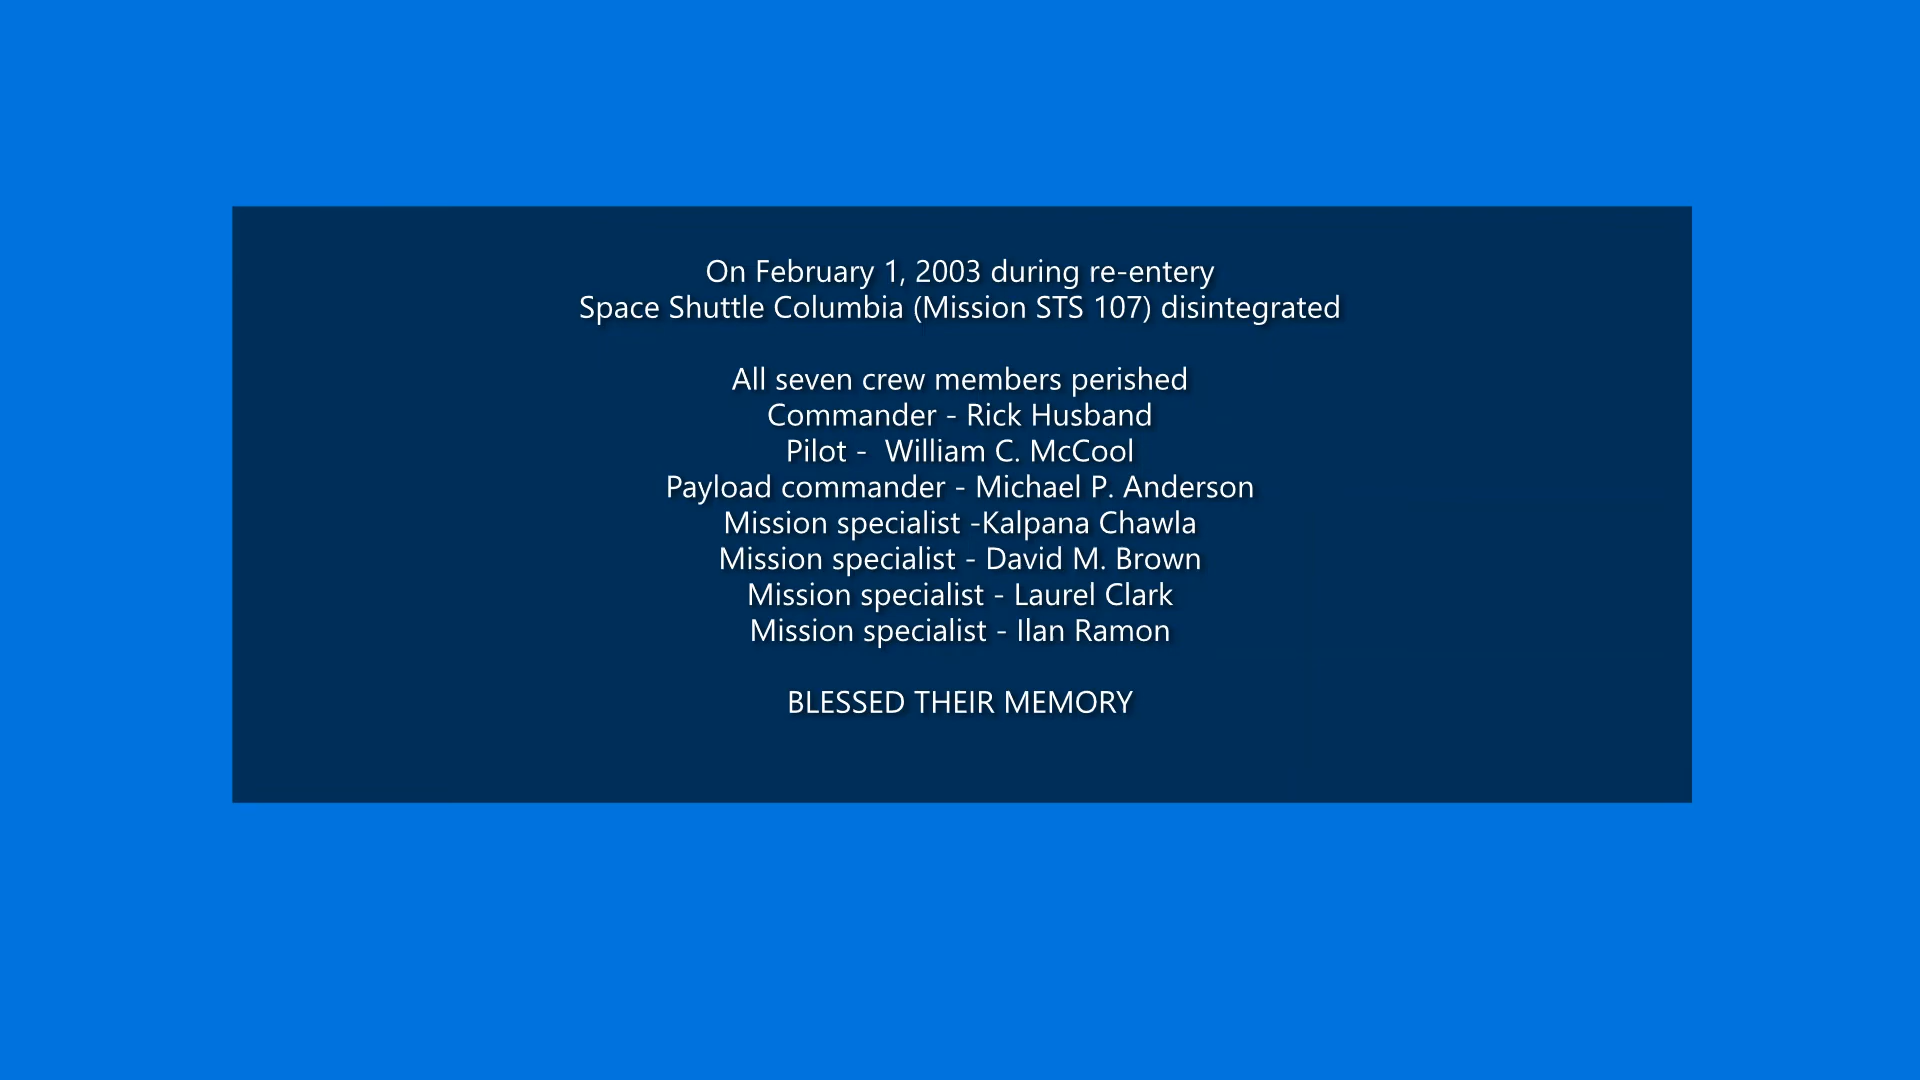 On February 1, 2003 during re-entery
Space Shuttle Columbia (Mission STS 107) disintegrated
All seven crew members perished
Commander - Rick Husband
Pilot -  William C. McCool
Payload commander - Michael P. Anderson
Mission specialist -Kalpana Chawla
Mission specialist - David M. Brown
Mission specialist - Laurel Clark
Mission specialist - Ilan Ramon
BLESSED THEIR MEMORY